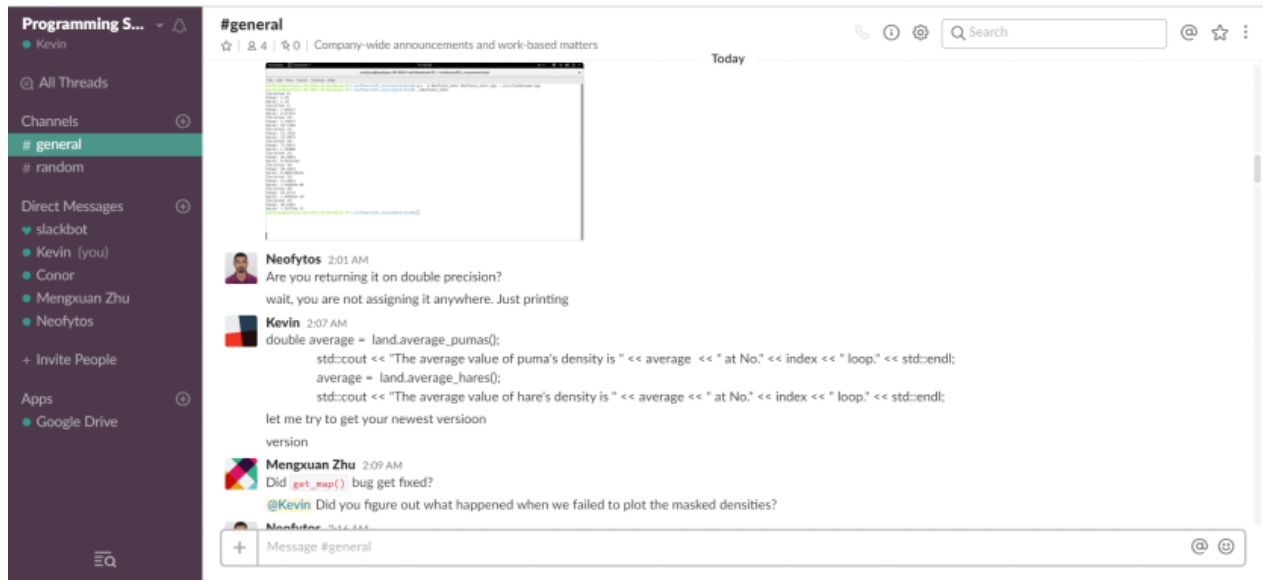 Programming S...
Kevin
All Threads
Channels
# general
# random
Direct Messages
slackbot
Kevin (you)
Conor
Mengxuan Zhu
Neofytos
+ Invite People
Apps
Google Drive
#general
4 | 0 | Company-wide announcements and work-based matters
Search
Today
Neofytos 2:01 AM
Are you returning it on double precision?
wait, you are not assigning it anywhere. Just printing
Kevin 2:07 AM
double average = land.average_pumas();
std::cout << "The average value of puma's density is " << average << " at No." << index << " loop." << std::endl;
average = land.average_hares();
std::cout << "The average value of hare's density is " << average << " at No." << index << " loop." << std::endl;
let me try to get your newest versioon
version
Mengxuan Zhu 2:09 AM
Did get_map() bug get fixed?
@Kevin Did you figure out what happened when we failed to plot the masked densities?
Neofytos 2:16 AM
Message #general